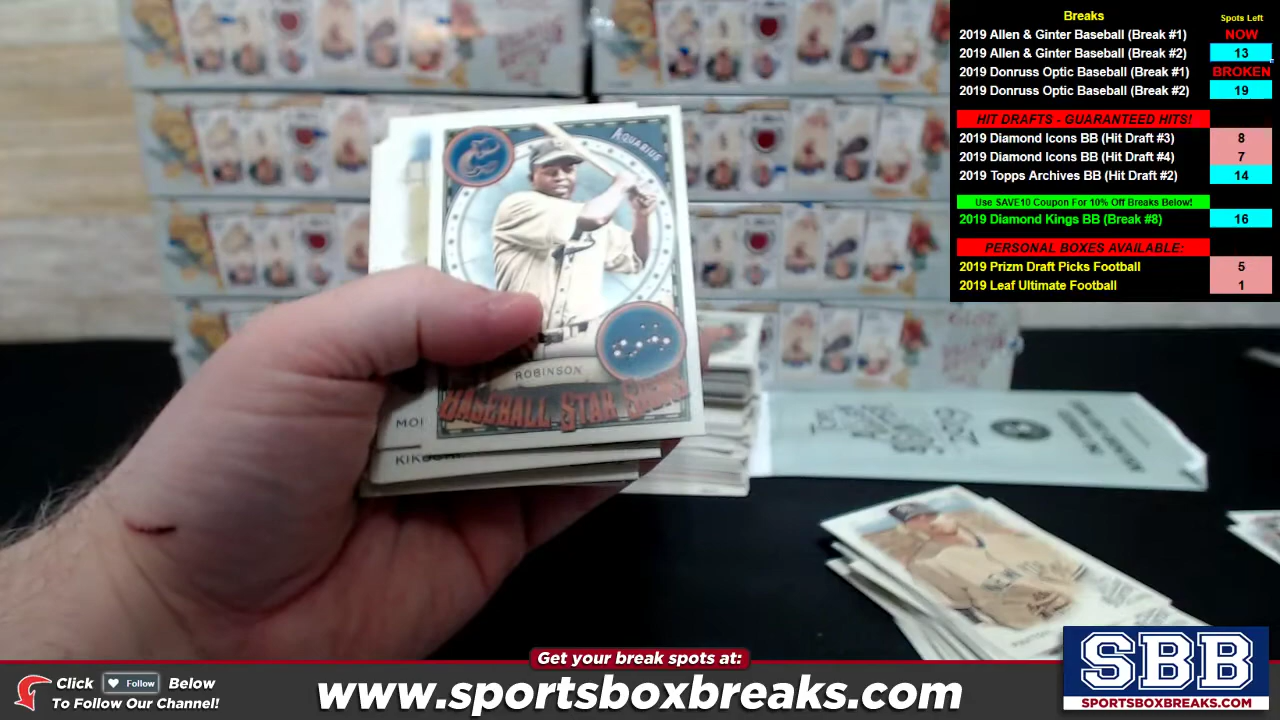 Breaks Spots Left
2019 Allen & Ginter Baseball (Break #1) NOW
2019 Allen & Ginter Baseball (Break #2) 13
2019 Donruss Optic Baseball (Break #1) BROKEN
2019 Donruss Optic Baseball (Break #2) 19
HIT DRAFTS - GUARANTEED HITS!
2019 Diamond Icons BB (Hit Draft #3) 8
2019 Diamond Icons BB (Hit Draft #4) 7
2019 Topps Archives BB (Hit Draft #2) 14
Use SAVE10 Coupon For 10% Off Breaks Below!
2019 Diamond Kings BB (Break #8) 16
PERSONAL BOXES AVAILABLE:
2019 Prizm Draft Picks Football 5
2019 Leaf Ultimate Football 1
AQUARIUS
ROBINSON
BASEBALL STAR SIGNS
NEW YORK
Get your break spots at:
www.sportsboxbreaks.com
Click Follow Below
To Follow Our Channel!
SBB
SPORTSBOXBREAKS.COM